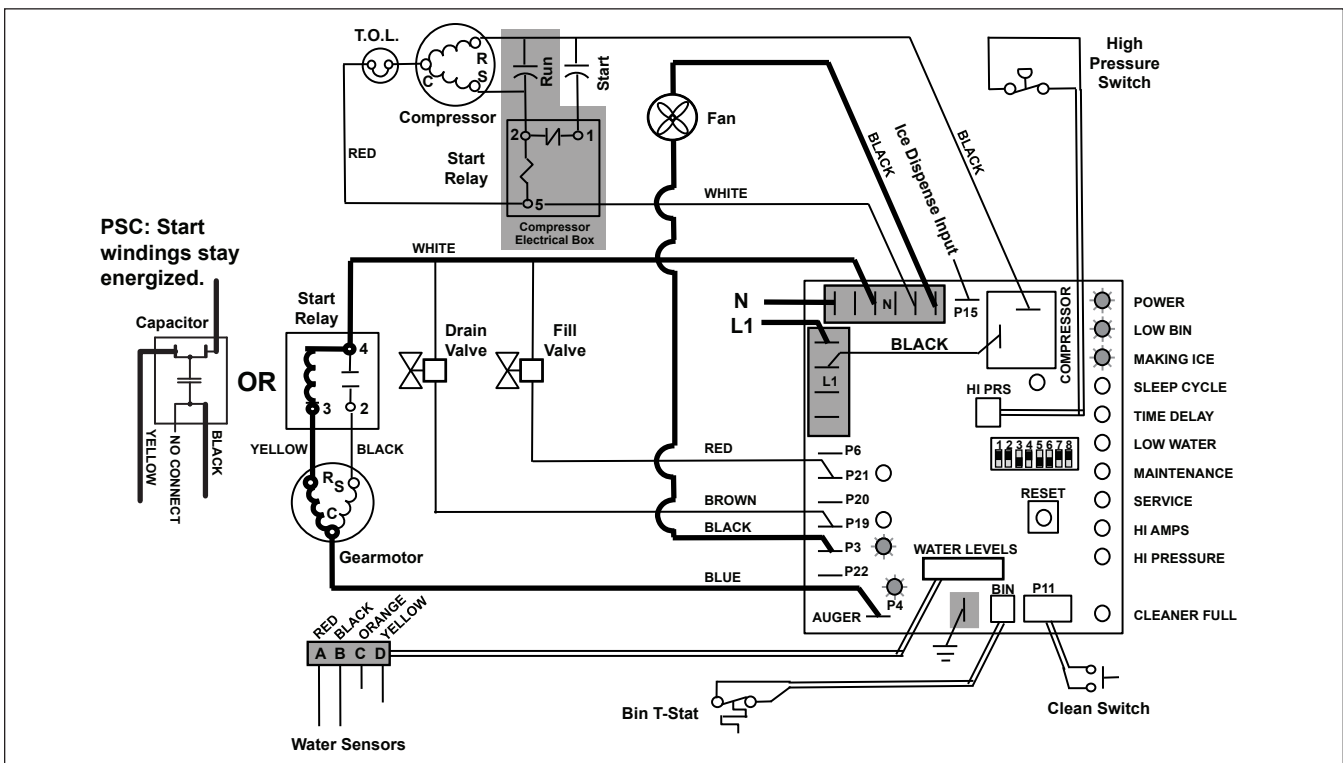 T.O.L.
R
S
C
Compressor
Run
Start
High
Pressure
Switch
Fan
2
1
Start
Relay
5
Compressor
Electrical Box
RED
WHITE
BLACK
Ice Dispense Input
BLACK
PSC: Start
windings stay
energized.
WHITE
Capacitor
YELLOW
NO CONNECT
BLACK
OR
Start
Relay
4
3
2
Drain
Valve
Fill
Valve
YELLOW
BLACK
R
S
C
Gearmotor
N
L1
N
P15
BLACK
L1
COMPRESSOR
HI PRS
1 2 3 4 5 6 7 8
RESET
RED
P6
P21
BROWN
P20
P19
BLACK
P3
P22
BLUE
P4
AUGER
WATER LEVELS
BIN
P11
POWER
LOW BIN
MAKING ICE
SLEEP CYCLE
TIME DELAY
LOW WATER
MAINTENANCE
SERVICE
HI AMPS
HI PRESSURE
CLEANER FULL
RED
BLACK
ORANGE
YELLOW
A B C D
Water Sensors
Bin T-Stat
Clean Switch